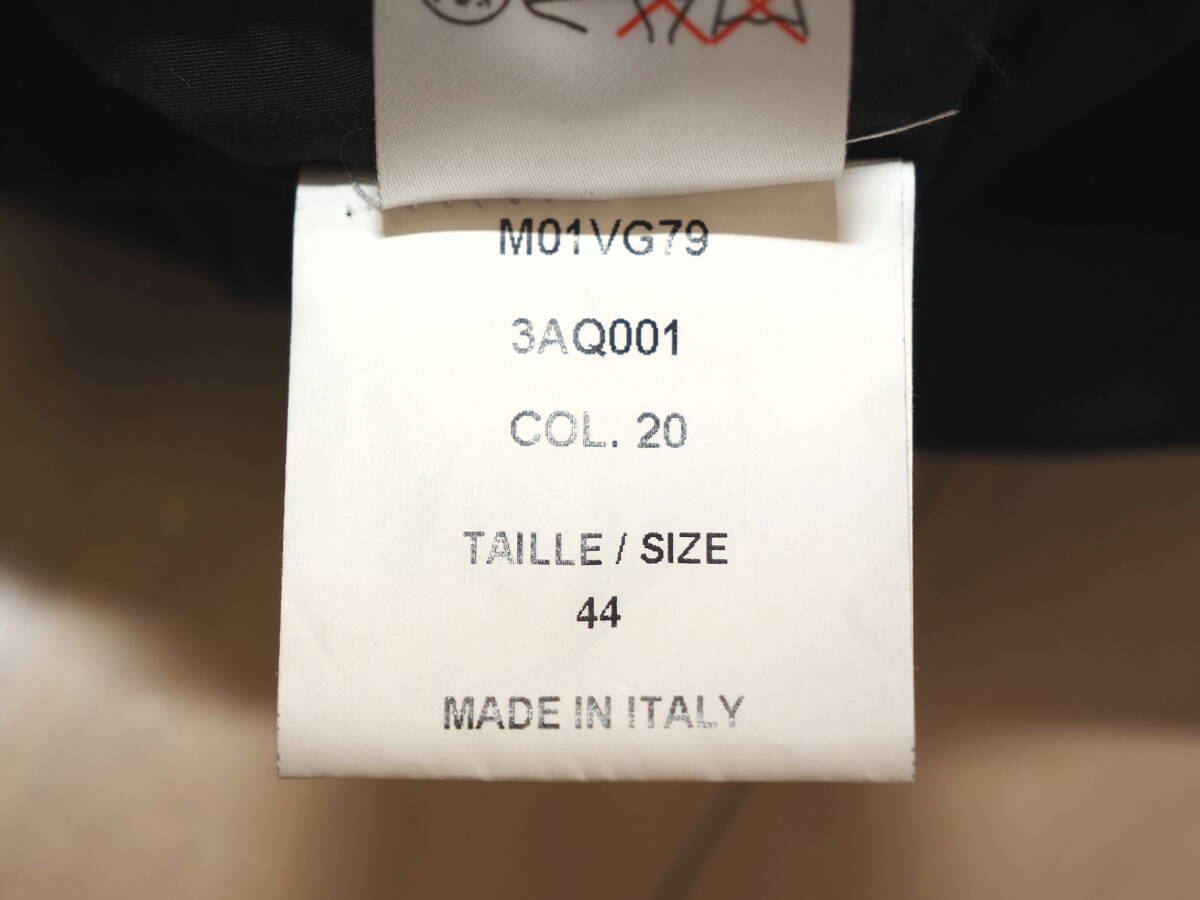 M01VG79
3AQ001
COL. 20
TAILLE / SIZE
44
MADE IN ITALY